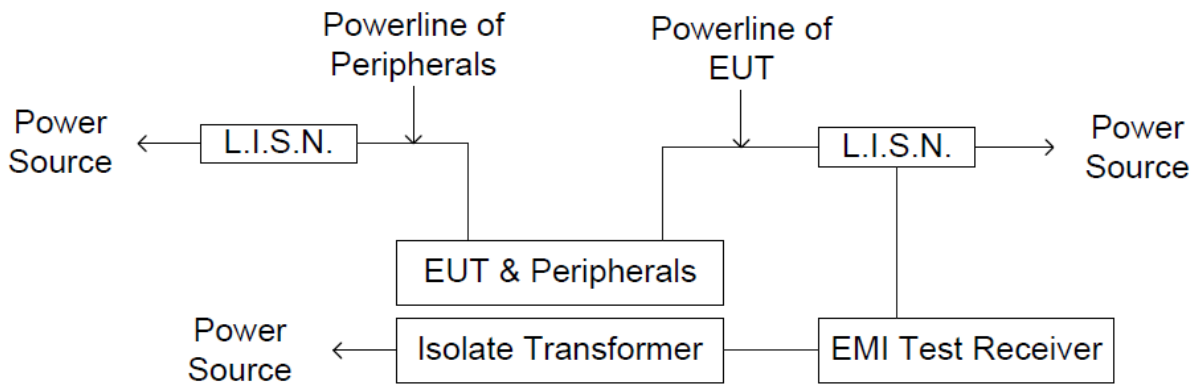 Powerline of
Peripherals
Powerline of
EUT
Power
Source
L.I.S.N.
L.I.S.N.
Power
Source
EUT & Peripherals
Power
Source
Isolate Transformer
EMI Test Receiver